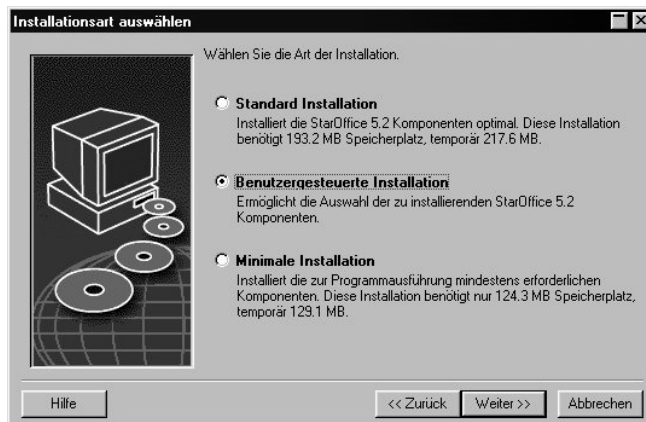 Installationsart auswählen
Wählen Sie die Art der Installation.
Standard Installation
Installiert die StarOffice 5.2 Komponenten optimal. Diese Installation
benötigt 193.2 MB Speicherplatz, temporär 217.6 MB.
Benutzergesteuerte Installation
Ermöglicht die Auswahl der zu installierenden StarOffice 5.2
Komponenten.
Minimale Installation
Installiert die zur Programmausführung mindestens erforderlichen
Komponenten. Diese Installation benötigt nur 124.3 MB Speicherplatz,
temporär 129.1 MB.
Hilfe
<< Zurück
Weiter >>
Abbrechen